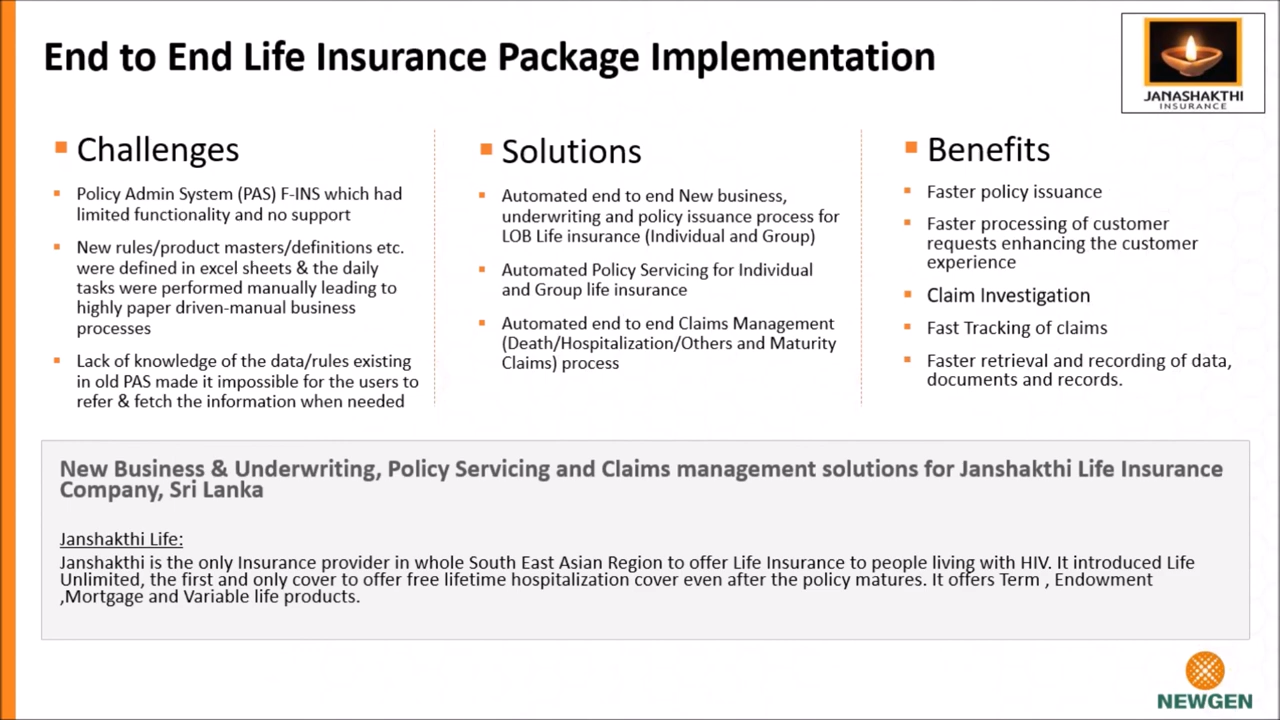 End to End Life Insurance Package Implementation
JANASHAKTHI
INSURANCE
Challenges
Policy Admin System (PAS) F-INS which had
limited functionality and no support
New rules/product masters/definitions etc.
were defined in excel sheets & the daily
tasks were performed manually leading to
highly paper driven-manual business
processes
Lack of knowledge of the data/rules existing
in old PAS made it impossible for the users to
refer & fetch the information when needed
Solutions
Automated end to end New business,
underwriting and policy issuance process for
LOB Life insurance (Individual and Group)
Automated Policy Servicing for Individual
and Group life insurance
Automated end to end Claims Management
(Death/Hospitalization/Others and Maturity
Claims) process
Benefits
Faster policy issuance
Faster processing of customer
requests enhancing the customer
experience
Claim Investigation
Fast Tracking of claims
Faster retrieval and recording of data,
documents and records.
New Business & Underwriting, Policy Servicing and Claims management solutions for Janshakthi Life Insurance
Company, Sri Lanka
Janshakthi Life:
Janshakthi is the only Insurance provider in whole South East Asian Region to offer Life Insurance to people living with HIV. It introduced Life
Unlimited, the first and only cover to offer free lifetime hospitalization cover even after the policy matures. It offers Term , Endowment
,Mortgage and Variable life products.
NEWGEN